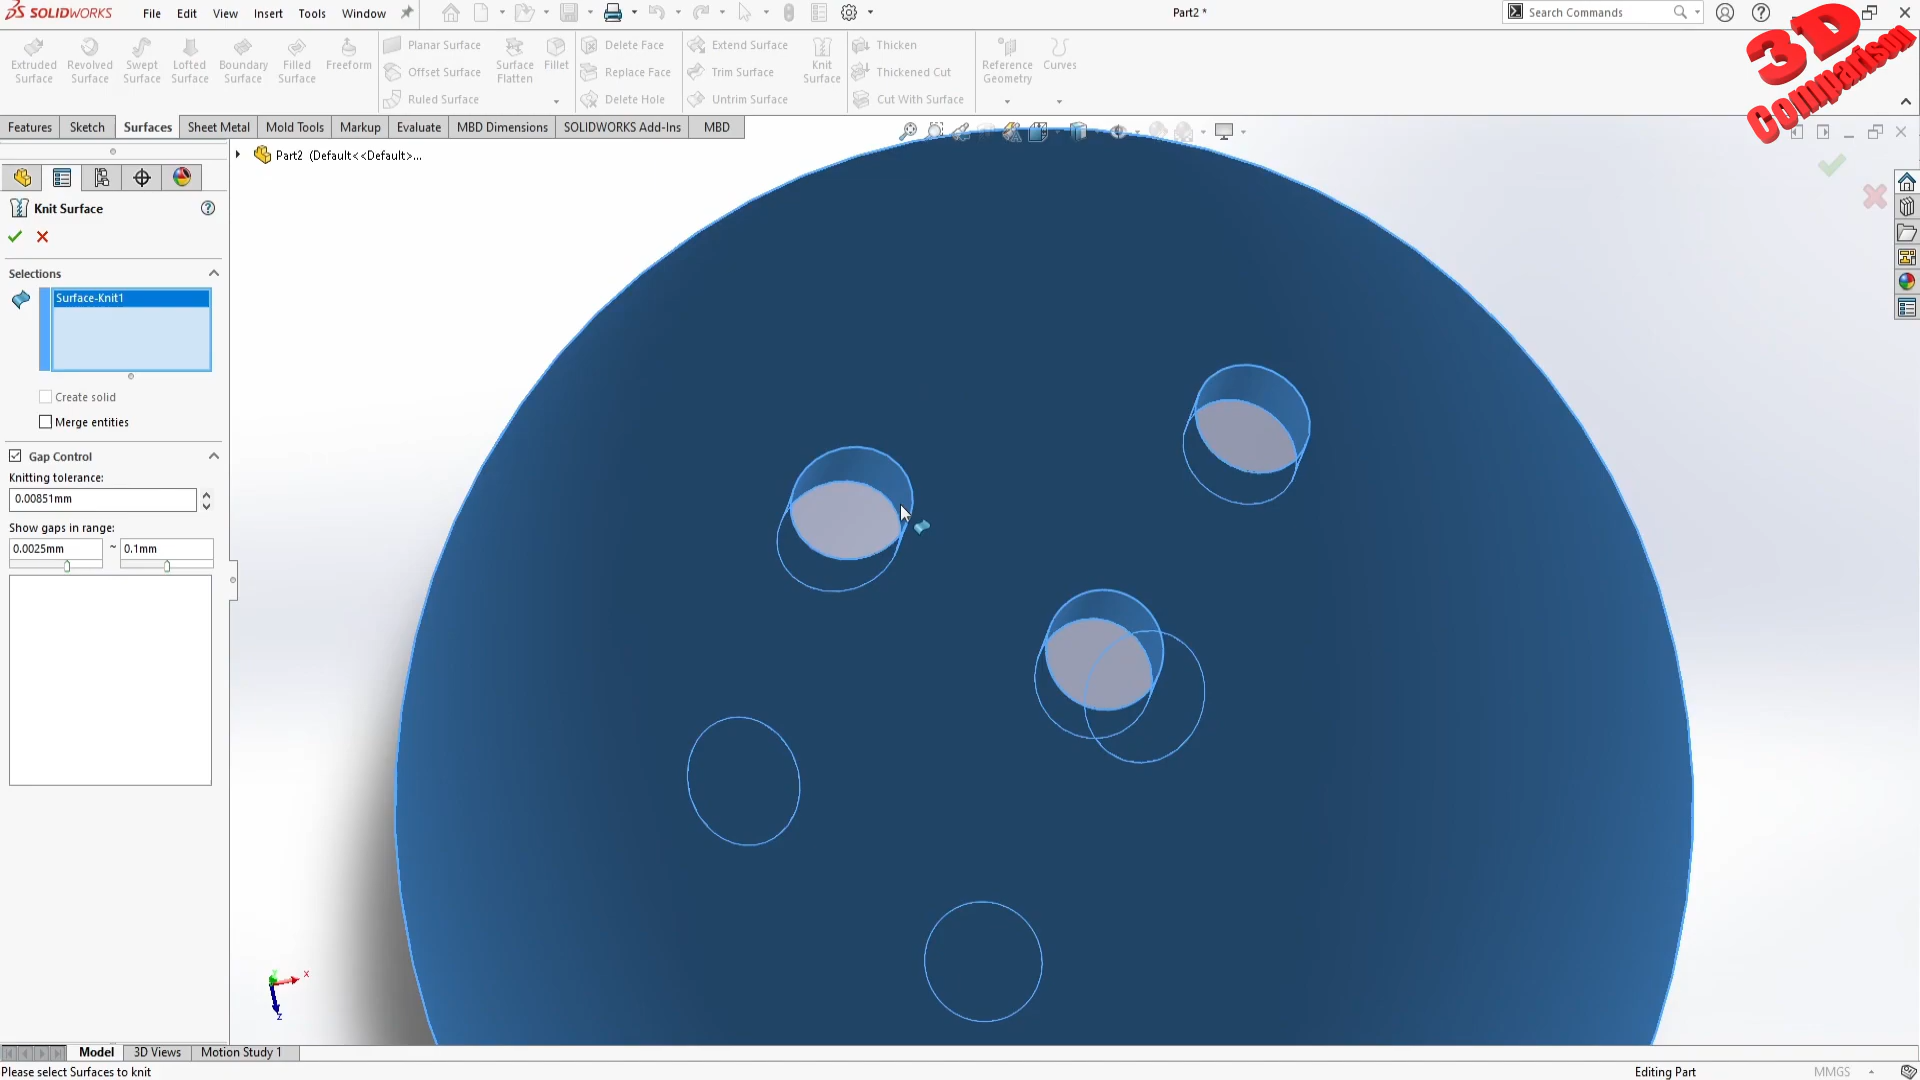 SOLIDWORKS File Edit View Insert Tools Window Part2 * Search Commands
3D Comparison
Extruded Surface
Revolved Surface
Swept Surface
Lofted Surface
Boundary Surface
Filled Surface
Freeform
Planar Surface
Offset Surface
Ruled Surface
Surface Flatten
Fillet
Delete Face
Replace Face
Delete Hole
Extend Surface
Trim Surface
Untrim Surface
Knit Surface
Thicken
Thickened Cut
Cut With Surface
Reference Geometry
Curves
Features Sketch Surfaces Sheet Metal Mold Tools Markup Evaluate MBD Dimensions SOLIDWORKS Add-Ins MBD
Part2 (Default<<Default>...
Knit Surface
Selections
Surface-Knit1
Create solid
Merge entities
Gap Control
Knitting tolerance:
0.00851mm
Show gaps in range:
0.0025mm ~ 0.1mm
x
Y
Z
Model 3D Views Motion Study 1
Please select Surfaces to knit Editing Part MMGS